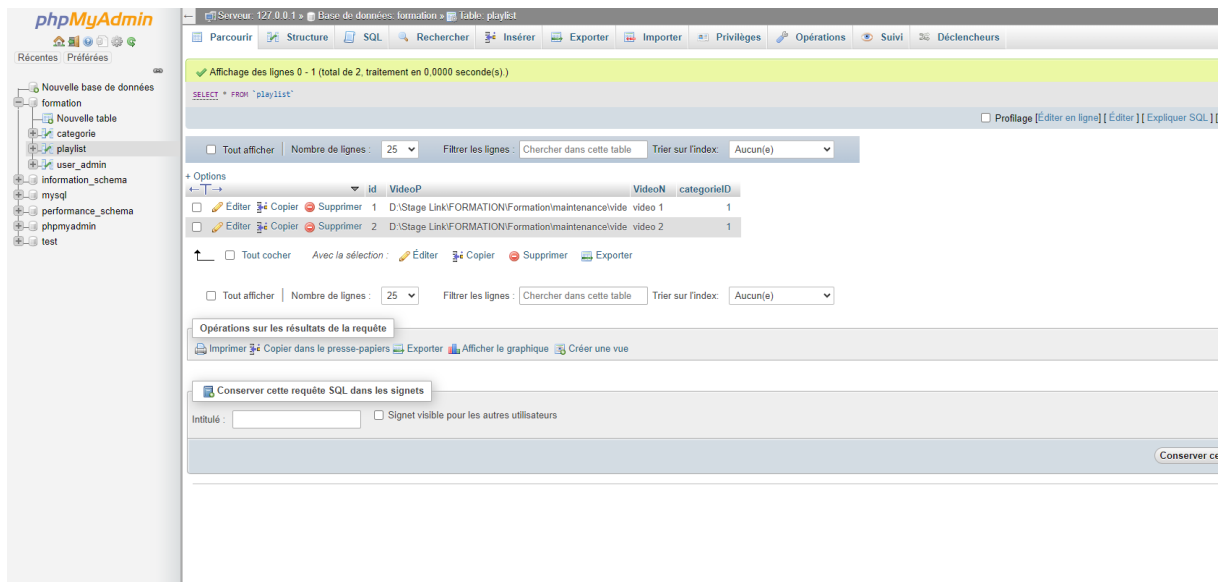 phpMyAdmin
Récentes Préférées
Nouvelle base de données
formation
Nouvelle table
categorie
playlist
user_admin
information_schema
mysql
performance_schema
phpmyadmin
test
Serveur: 127.0.0.1 » Base de données: formation » Table: playlist
Parcourir Structure SQL Rechercher Insérer Exporter Importer Privilèges Opérations Suivi Déclencheurs
Affichage des lignes 0 - 1 (total de 2, traitement en 0,0000 seconde(s).)
SELECT * FROM `playlist`
Profilage [Éditer en ligne] [ Éditer ] [ Expliquer SQL ] [
Tout afficher | Nombre de lignes : 25 Filtrer les lignes : Chercher dans cette table Trier sur l'index: Aucun(e)
+ Options
←T→ id VideoP VideoN categorieID
Éditer Copier Supprimer 1 D:\Stage Link\FORMATION\Formation\maintenance\vide video 1 1
Éditer Copier Supprimer 2 D:\Stage Link\FORMATION\Formation\maintenance\vide video 2 1
Tout cocher Avec la sélection : Éditer Copier Supprimer Exporter
Tout afficher | Nombre de lignes : 25 Filtrer les lignes : Chercher dans cette table Trier sur l'index: Aucun(e)
Opérations sur les résultats de la requête
Imprimer Copier dans le presse-papiers Exporter Afficher le graphique Créer une vue
Conserver cette requête SQL dans les signets
Intitulé : Signet visible pour les autres utilisateurs
Conserver ce